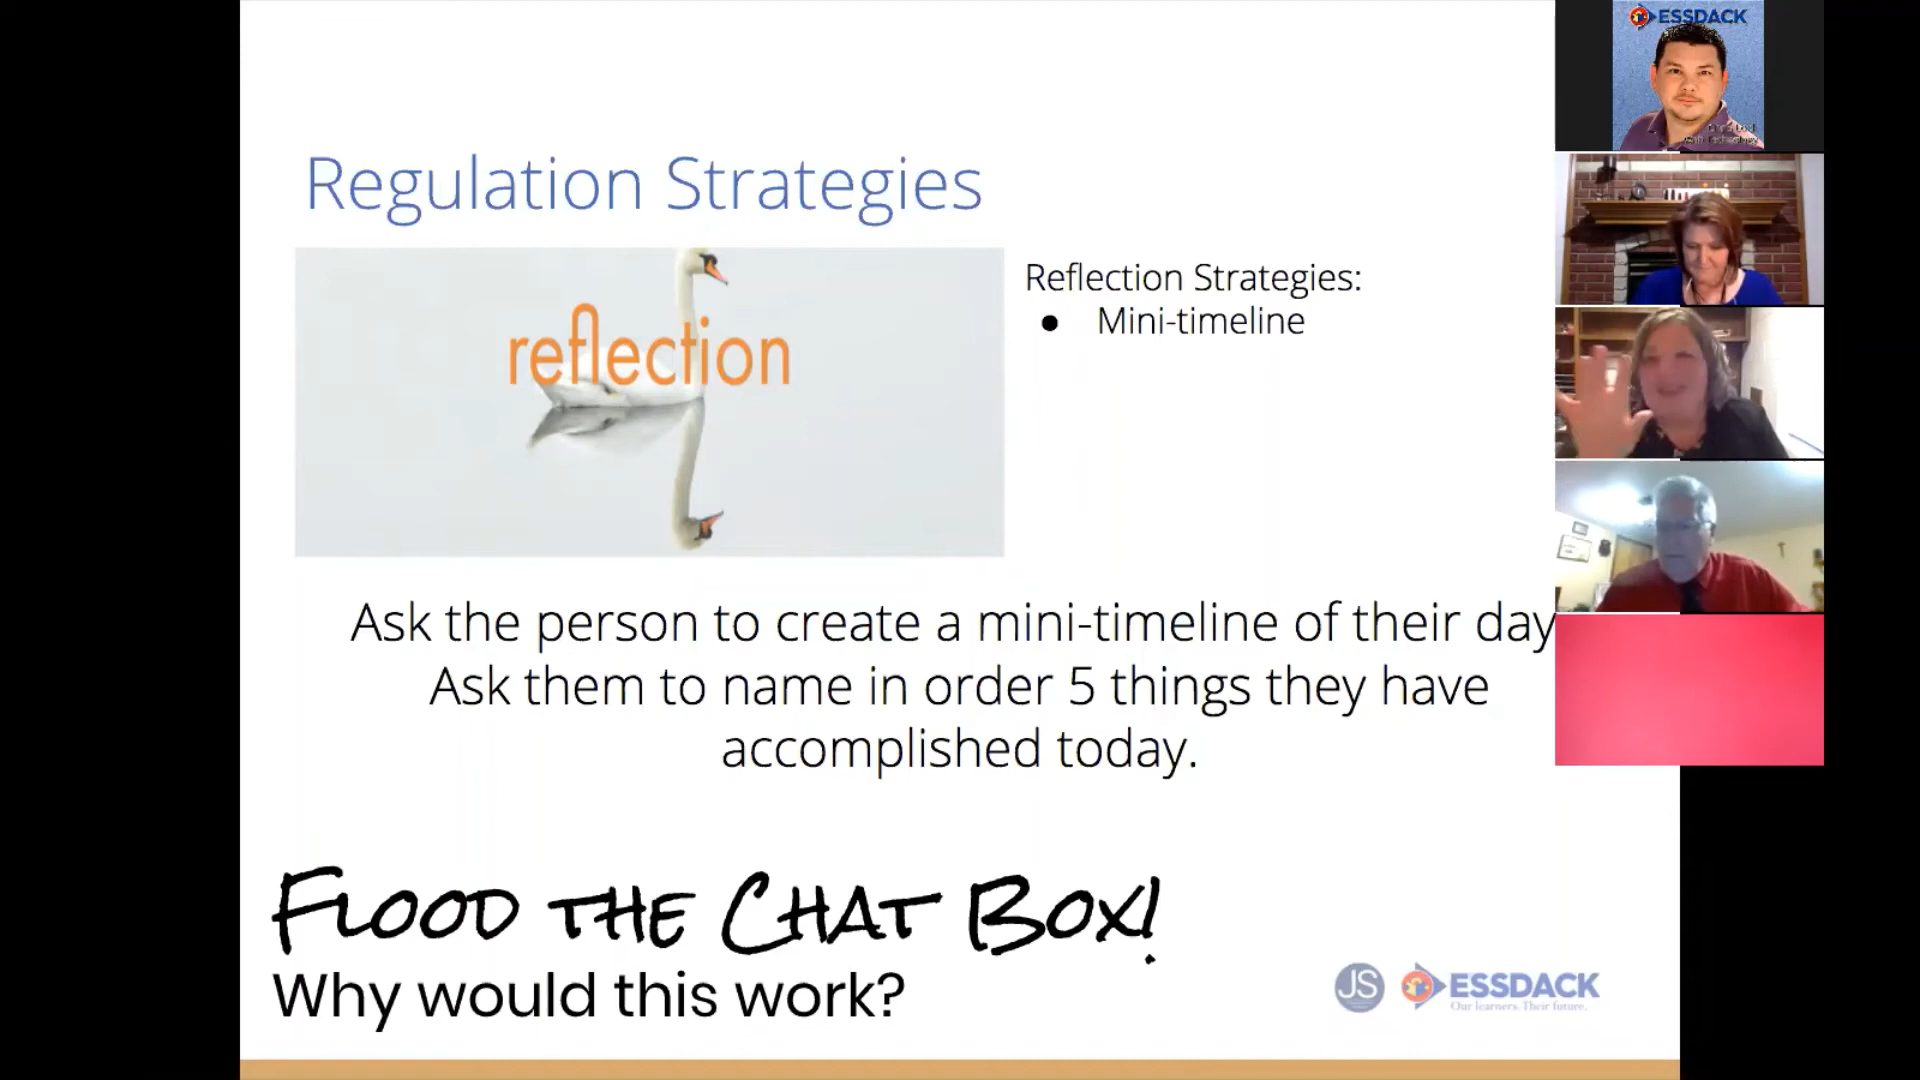 ESSDACK
Regulation Strategies
reflection
Reflection Strategies:
● Mini-timeline
Ask the person to create a mini-timeline of their day
Ask them to name in order 5 things they have
accomplished today.
Flood the Chat Box!
Why would this work?
JS
ESSDACK
Our learners. Their future.